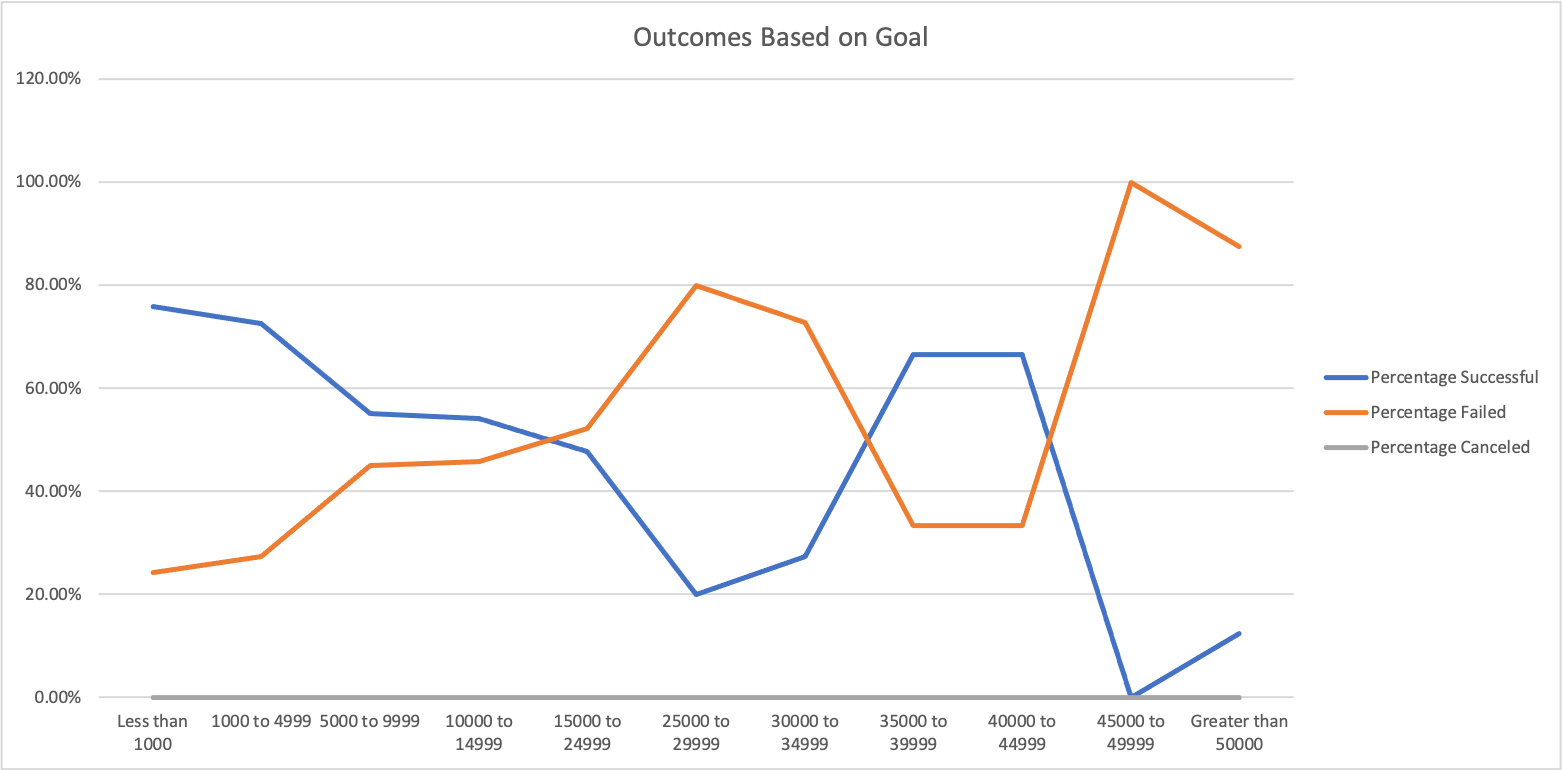 Outcomes Based on Goal
120.00%
100.00%
80.00%
60.00%
40.00%
20.00%
0.00%
Less than
1000
1000 to 4999
5000 to 9999
10000 to
14999
15000 to
24999
25000 to
29999
30000 to
34999
35000 to
39999
40000 to
44999
45000 to
49999
Greater than
50000
Percentage Successful
Percentage Failed
Percentage Canceled